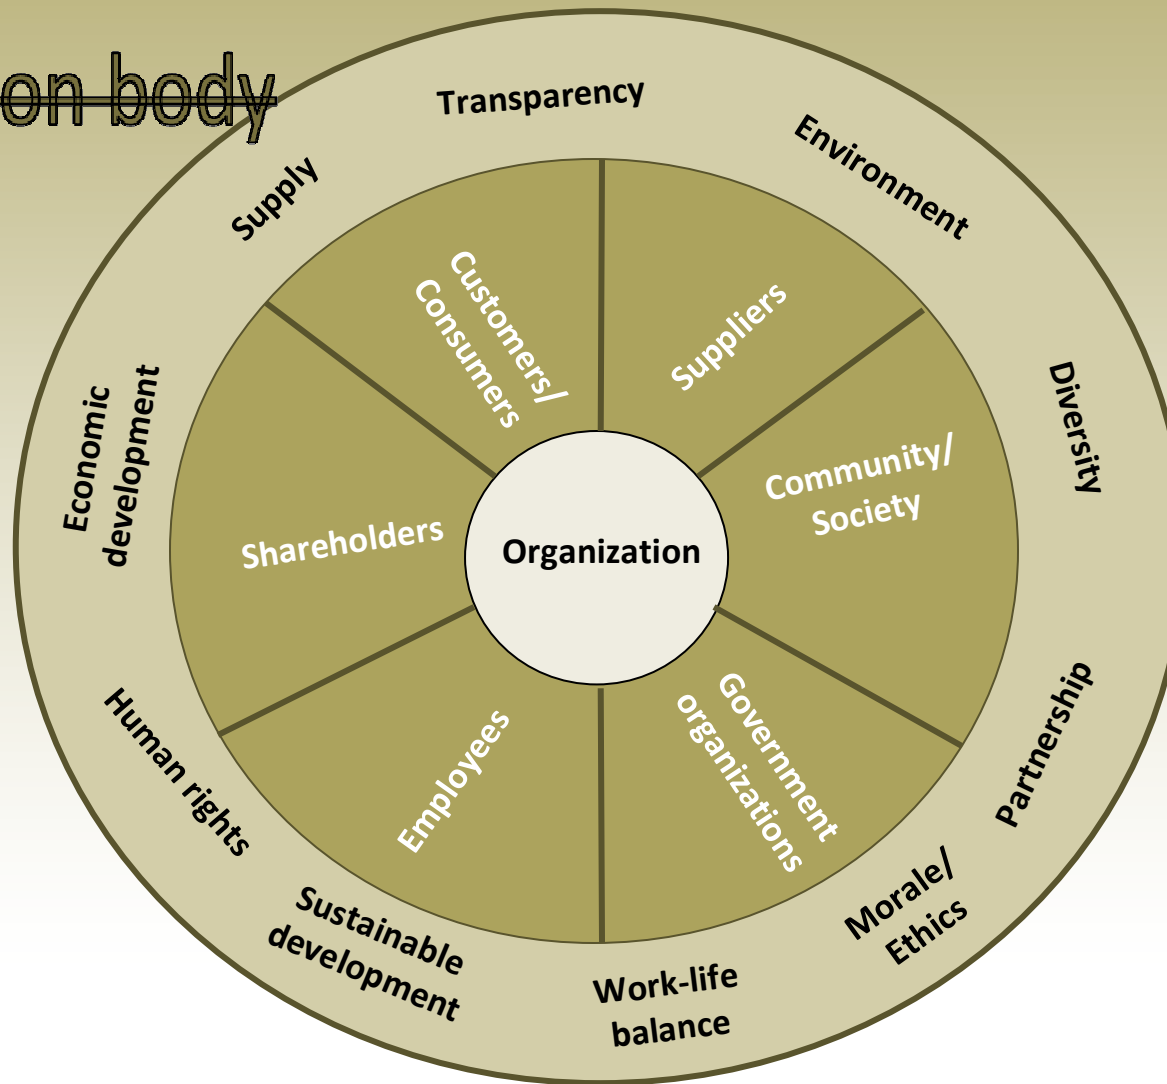 on body
Transparency
Environment
Supply
Diversity
Economic
development
Partnership
Human rights
Morale/
Ethics
Sustainable
development
Work-life
balance
Customers/
Consumers
Suppliers
Community/
Society
Shareholders
Organization
Government
organizations
Employees